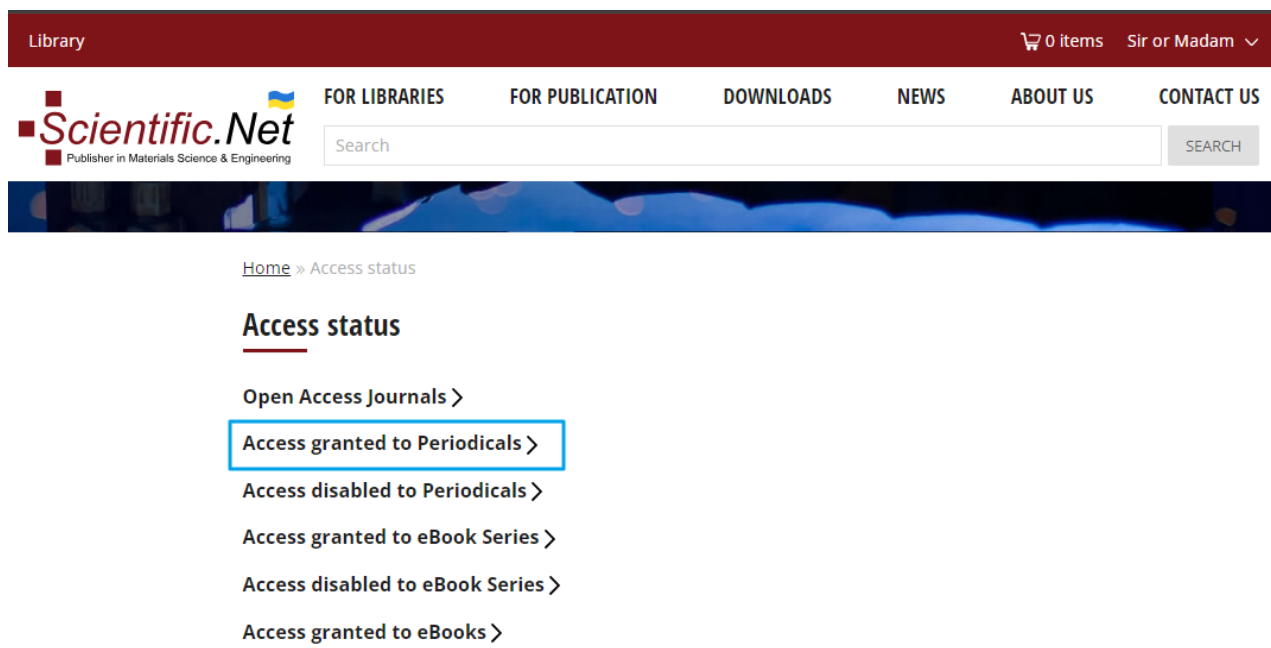 Library 0 items Sir or Madam
FOR LIBRARIES FOR PUBLICATION DOWNLOADS NEWS ABOUT US CONTACT US
Scientific.Net
Publisher in Materials Science & Engineering
Search SEARCH
Home » Access status
Access status
Open Access Journals
Access granted to Periodicals
Access disabled to Periodicals
Access granted to eBook Series
Access disabled to eBook Series
Access granted to eBooks